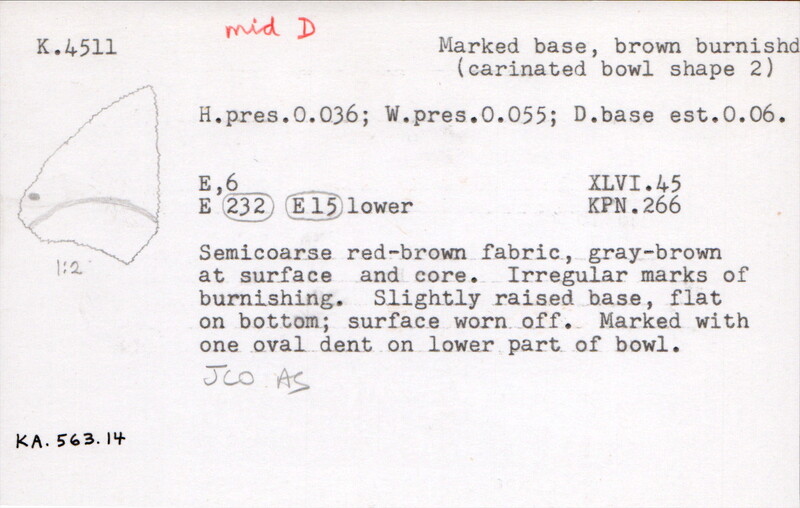 mid D
K.4511
Marked base, brown burnishd
(carinated bowl shape 2)
H.pres.0.036; W.pres.0.055; D.base est.0.06.
E,6 XLVI.45
E 232 E 15 lower KPN.266
Semicoarse red-brown fabric, gray-brown
at surface and core. Irregular marks of
burnishing. Slightly raised base, flat
on bottom; surface worn off. Marked with
one oval dent on lower part of bowl.
1:2
JCO AS
KA.563.14